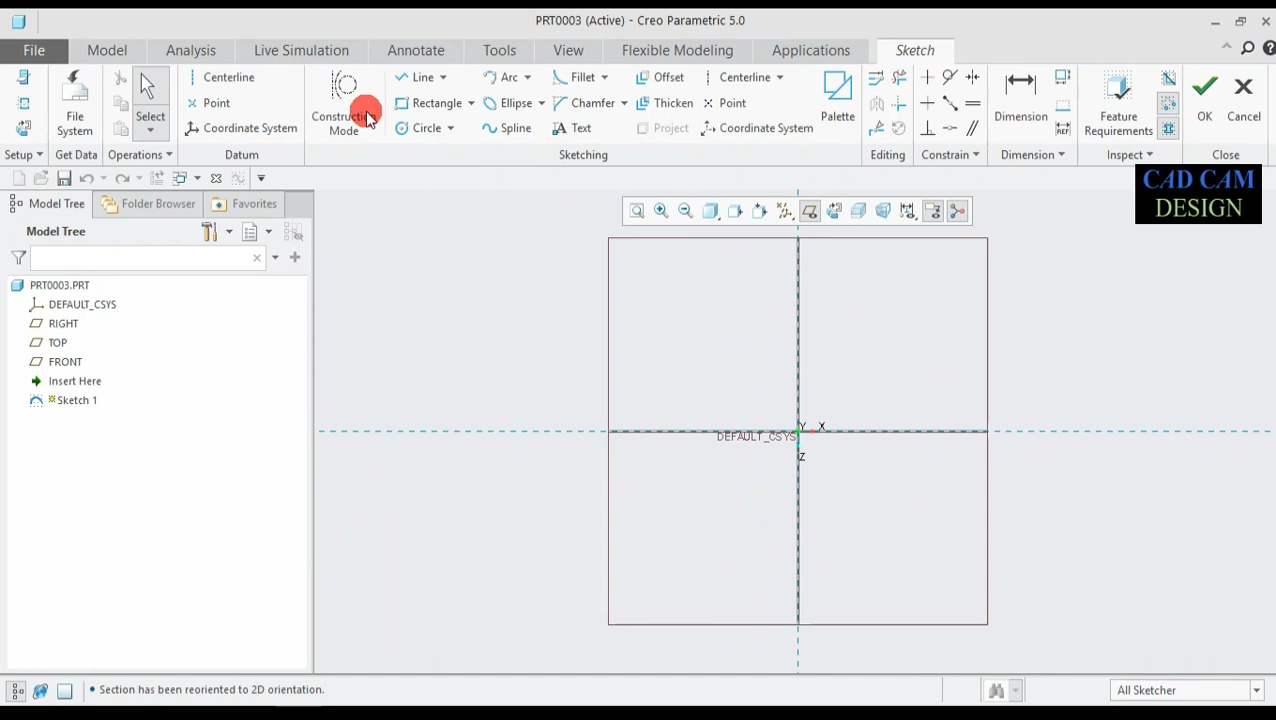 PRT0003 (Active) - Creo Parametric 5.0
File Model Analysis Live Simulation Annotate Tools View Flexible Modeling Applications Sketch
Centerline Line Arc Fillet Offset Centerline
Point Rectangle Ellipse Chamfer Thicken Point
Coordinate System Circle Spline Text Project Coordinate System
File System
Select
Construction Mode
Palette
Dimension
Feature Requirements
OK Cancel
Setup Get Data Operations Datum Sketching Editing Constrain Dimension Inspect Close
CAD CAM
DESIGN
Model Tree Folder Browser Favorites
Model Tree
PRT0003.PRT
DEFAULT_CSYS
RIGHT
TOP
FRONT
Insert Here
Sketch 1
Y X
DEFAULT_CSYS
Z
Section has been reoriented to 2D orientation.
All Sketcher